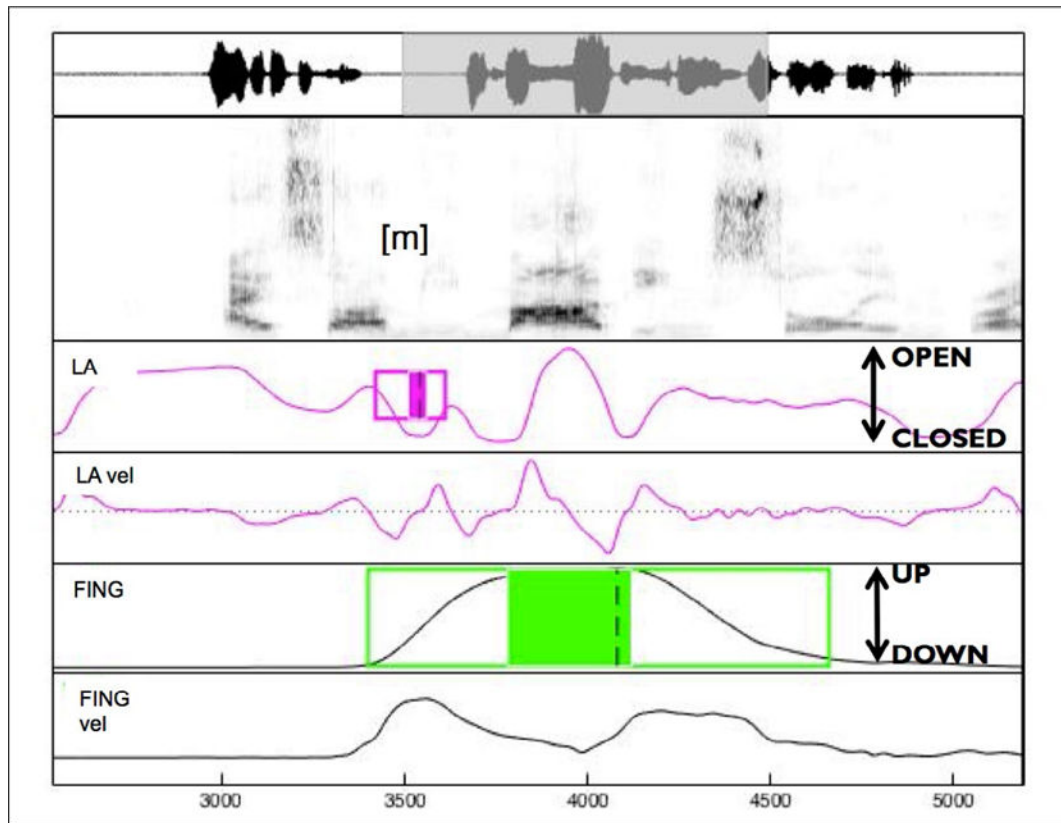 [m]
LA
OPEN
CLOSED
LA vel
FING
UP
DOWN
FING
vel
3000 3500 4000 4500 5000